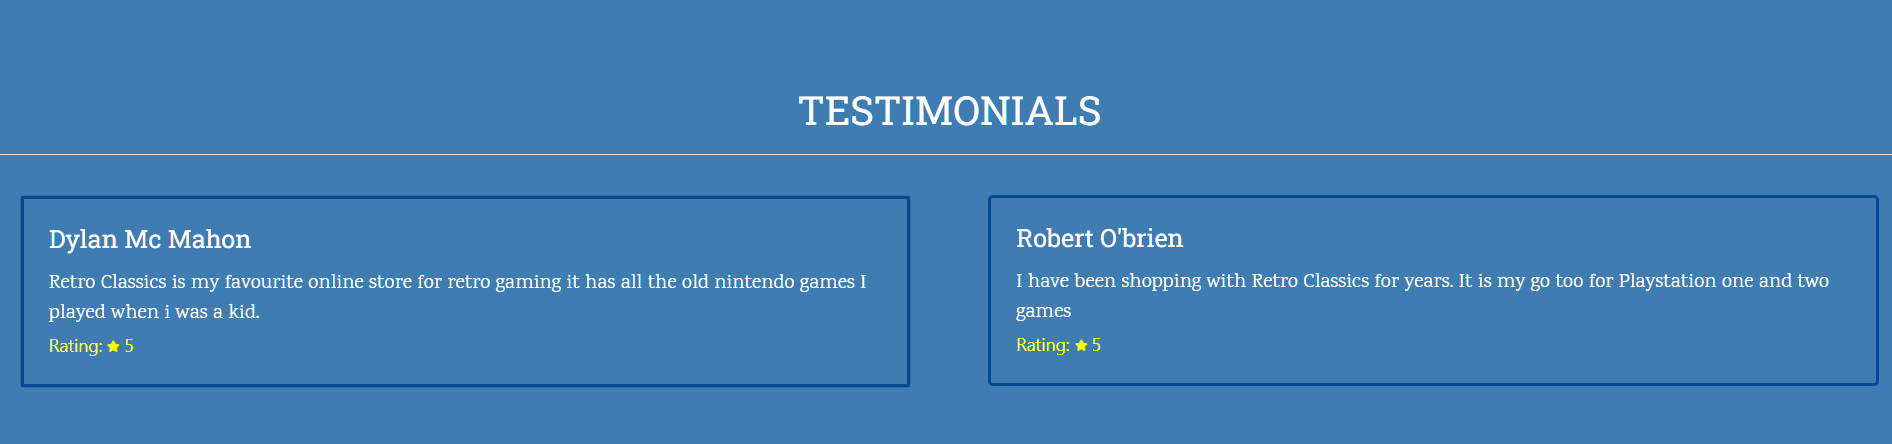 TESTIMONIALS
Dylan Mc Mahon
Retro Classics is my favourite online store for retro gaming it has all the old nintendo games I
played when i was a kid.
Rating: ★ 5
Robert O'brien
I have been shopping with Retro Classics for years. It is my go too for Playstation one and two
games
Rating: ★ 5